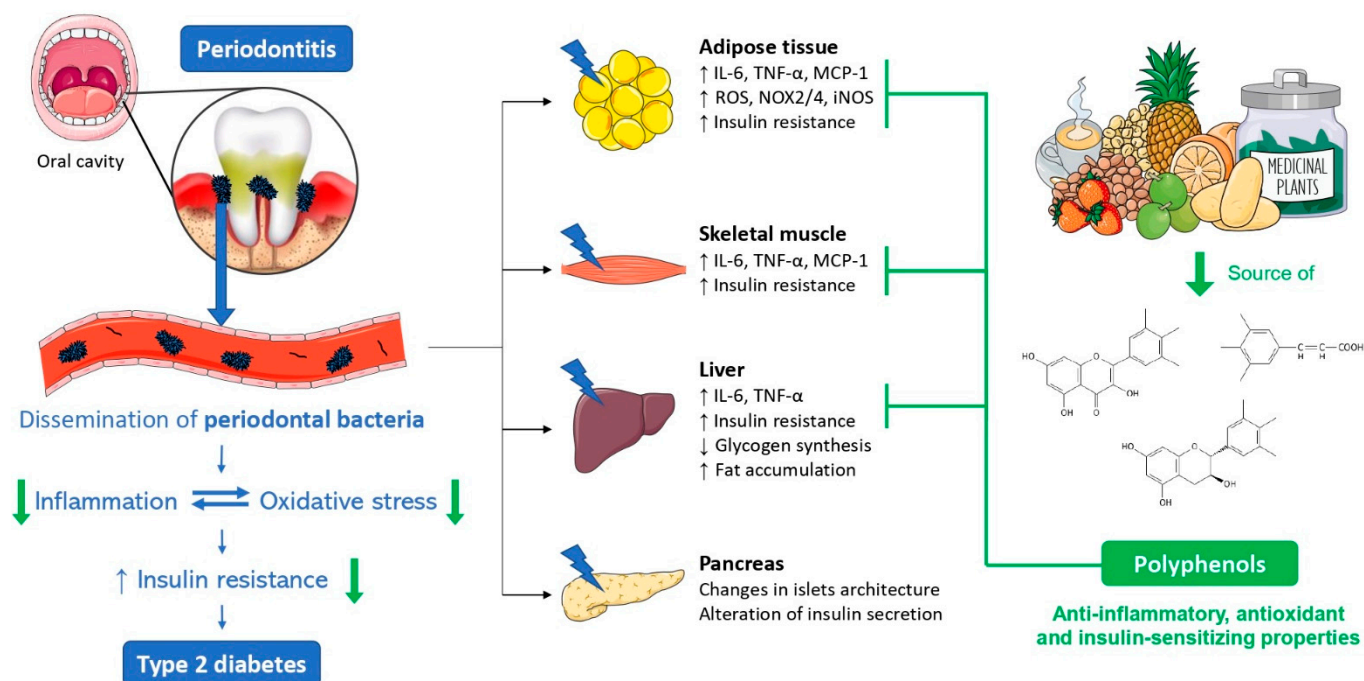 Periodontitis
Oral cavity
Dissemination of periodontal bacteria
Inflammation
Oxidative stress
↑ Insulin resistance
Type 2 diabetes
Adipose tissue
↑ IL-6, TNF-α, MCP-1
↑ ROS, NOX2/4, iNOS
↑ Insulin resistance
Skeletal muscle
↑ IL-6, TNF-α, MCP-1
↑ Insulin resistance
Liver
↑ IL-6, TNF-α
↑ Insulin resistance
↓ Glycogen synthesis
↑ Fat accumulation
Pancreas
Changes in islets architecture
Alteration of insulin secretion
MEDICINAL
PLANTS
Source of
HO
O
OH
OH
O
C
C
COOH
H
H
HO
O
OH
OH
Polyphenols
Anti-inflammatory, antioxidant
and insulin-sensitizing properties